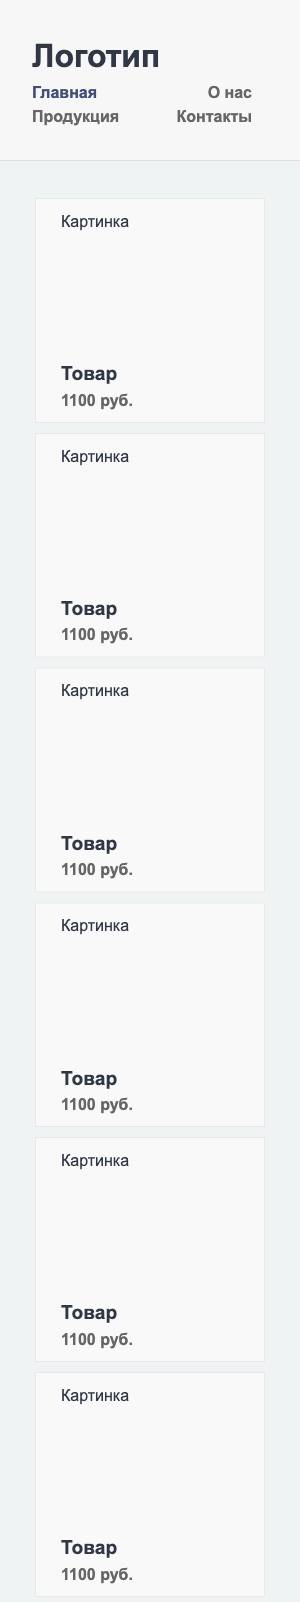 Логотип
Главная О нас
Продукция Контакты
Картинка
Товар
1100 руб.
Картинка
Товар
1100 руб.
Картинка
Товар
1100 руб.
Картинка
Товар
1100 руб.
Картинка
Товар
1100 руб.
Картинка
Товар
1100 руб.